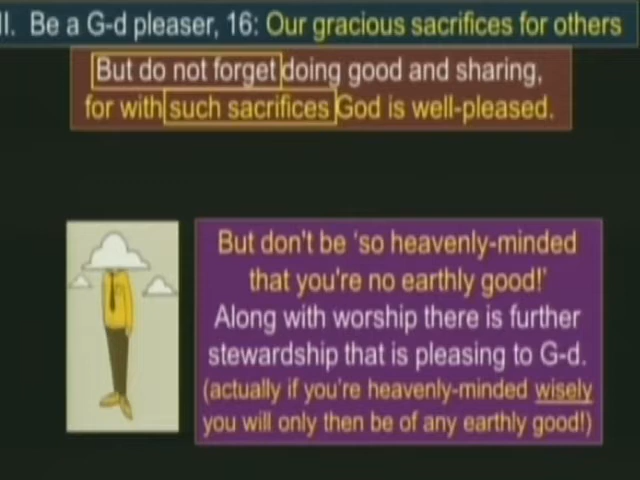 II. Be a G-d pleaser, 16: Our gracious sacrifices for others
But do not forget doing good and sharing,
for with such sacrifices God is well-pleased.
But don't be 'so heavenly-minded
that you're no earthly good!'
Along with worship there is further
stewardship that is pleasing to G-d.
(actually if you're heavenly-minded wisely
you will only then be of any earthly good!)